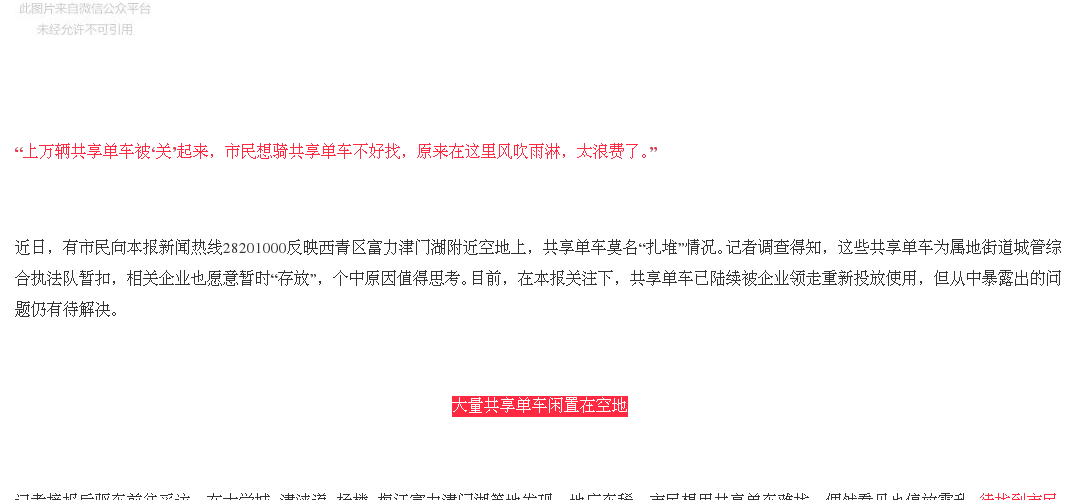 此图片来自微信公众平台
未经允许不可引用
“上万辆共享单车被‘关’起来，市民想骑共享单车不好找，原来在这里风吹雨淋，太浪费了。”
近日，有市民向本报新闻热线28201000反映西青区富力津门湖附近空地上，共享单车莫名“扎堆”情况。记者调查得知，这些共享单车为属地街道城管综
合执法队暂扣，相关企业也愿意暂时“存放”，个中原因值得思考。目前，在本报关注下，共享单车已陆续被企业领走重新投放使用，但从中暴露出的问
题仍有待解决。
大量共享单车闲置在空地